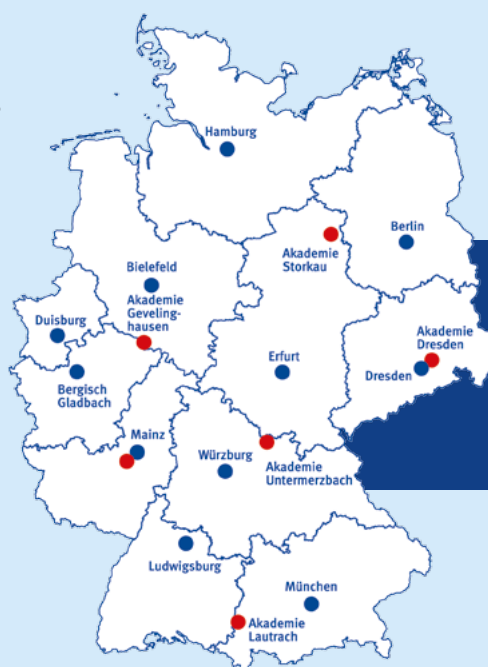 Hamburg
Berlin
Akademie
Storkau
Bielefeld
Akademie
Geveling-
hausen
Duisburg
Akademie
Dresden
Erfurt
Dresden
Bergisch
Gladbach
Mainz
Würzburg
Akademie
Untermerzbach
Ludwigsburg
München
Akademie
Lautrach